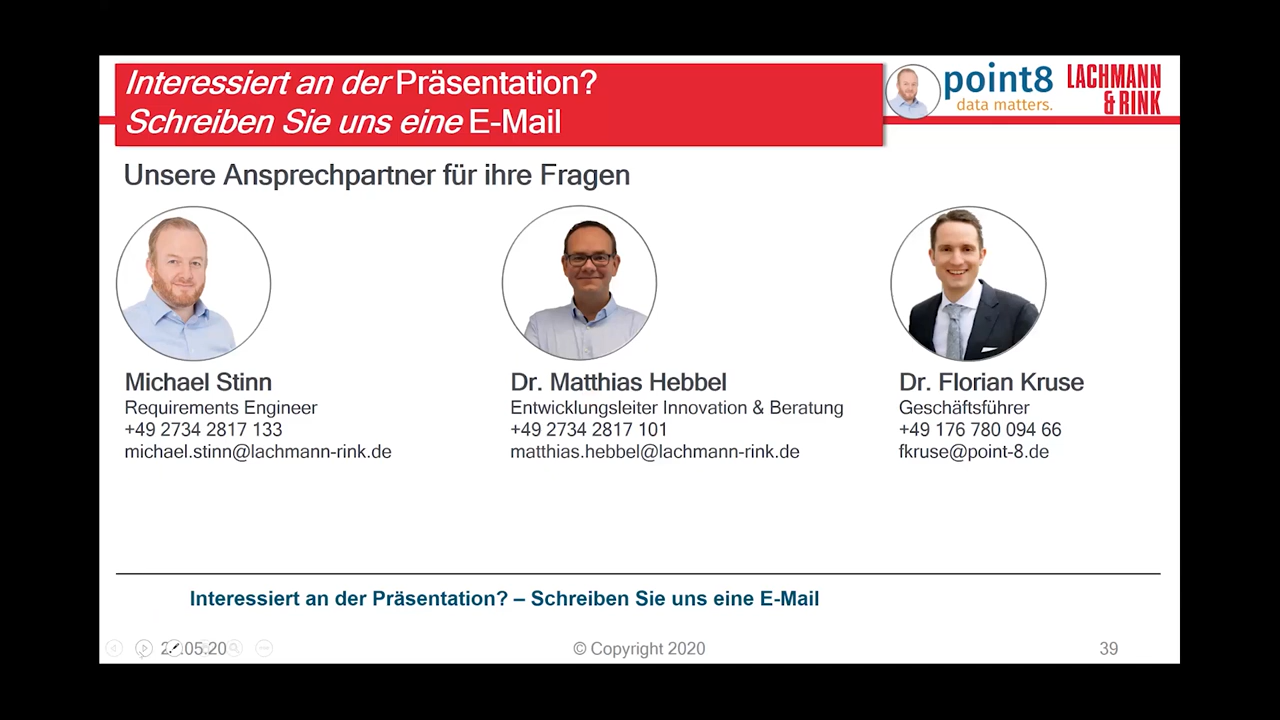 Interessiert an der Präsentation?
Schreiben Sie uns eine E-Mail
point8
data matters.
LACHMANN
& RINK
Unsere Ansprechpartner für ihre Fragen
Michael Stinn
Requirements Engineer
+49 2734 2817 133
michael.stinn@lachmann-rink.de
Dr. Matthias Hebbel
Entwicklungsleiter Innovation & Beratung
+49 2734 2817 101
matthias.hebbel@lachmann-rink.de
Dr. Florian Kruse
Geschäftsführer
+49 176 780 094 66
fkruse@point-8.de
Interessiert an der Präsentation? – Schreiben Sie uns eine E-Mail
© Copyright 2020
39